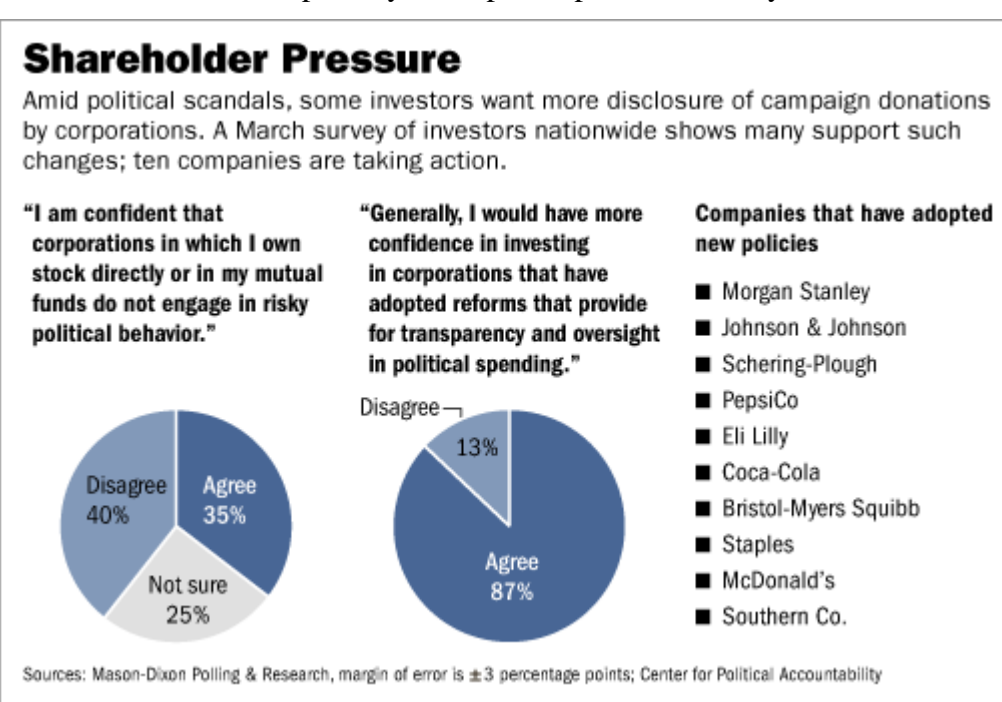 Shareholder Pressure
Amid political scandals, some investors want more disclosure of campaign donations
by corporations. A March survey of investors nationwide shows many support such
changes; ten companies are taking action.
“I am confident that
corporations in which I own
stock directly or in my mutual
funds do not engage in risky
political behavior.”
Disagree
40%
Agree
35%
Not sure
25%
“Generally, I would have more
confidence in investing
in corporations that have
adopted reforms that provide
for transparency and oversight
in political spending.”
Disagree
13%
Agree
87%
Companies that have adopted
new policies
■ Morgan Stanley
■ Johnson & Johnson
■ Schering-Plough
■ PepsiCo
■ Eli Lilly
■ Coca-Cola
■ Bristol-Myers Squibb
■ Staples
■ McDonald’s
■ Southern Co.
Sources: Mason-Dixon Polling & Research, margin of error is ±3 percentage points; Center for Political Accountability